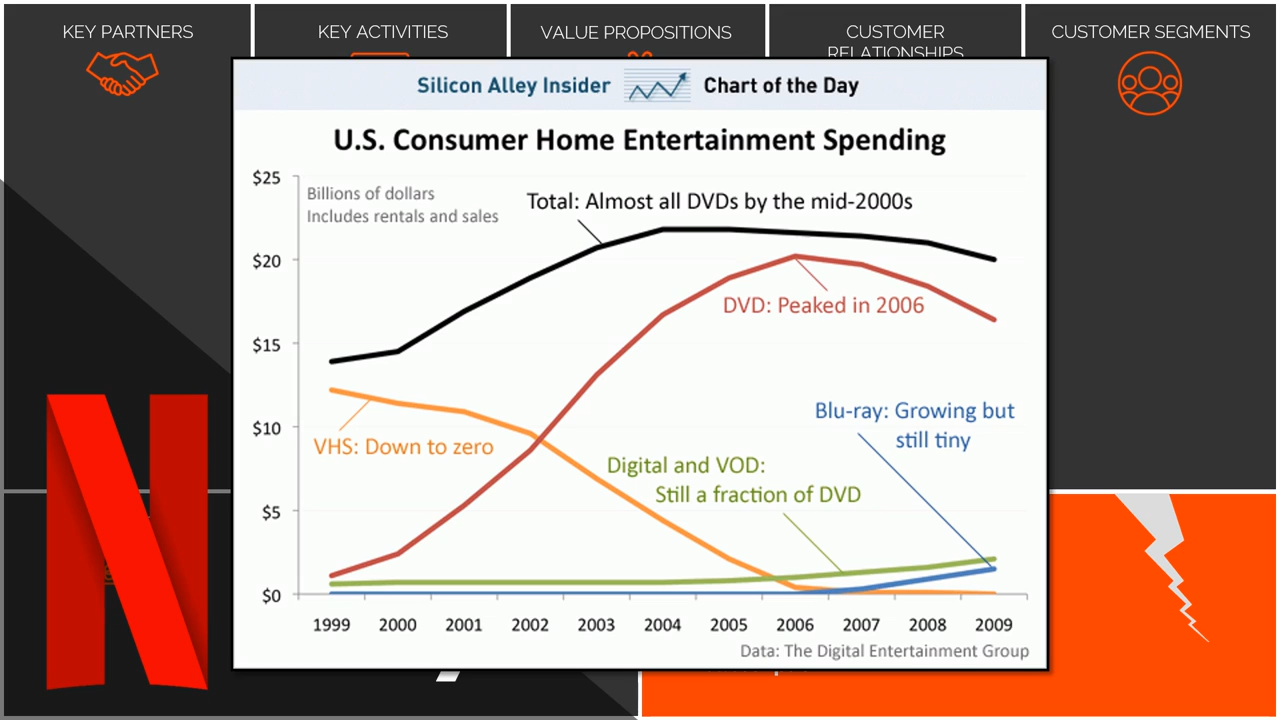 KEY PARTNERS
KEY ACTIVITIES
VALUE PROPOSITIONS
CUSTOMER
RELATIONSHIPS
CUSTOMER SEGMENTS
Silicon Alley Insider
Chart of the Day
U.S. Consumer Home Entertainment Spending
Billions of dollars
Includes rentals and sales
Total: Almost all DVDs by the mid-2000s
DVD: Peaked in 2006
Blu-ray: Growing but
still tiny
VHS: Down to zero
Digital and VOD:
Still a fraction of DVD
$25
$20
$15
$10
$5
$0
1999 2000 2001 2002 2003 2004 2005 2006 2007 2008 2009
Data: The Digital Entertainment Group
N